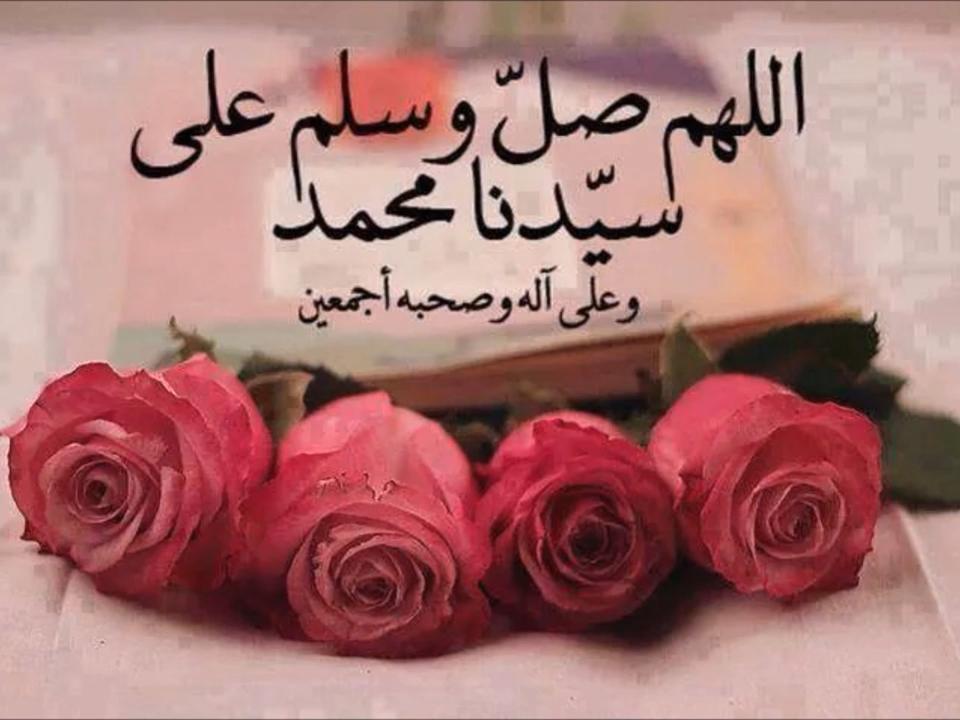 اللهم صلّ وسلم على
سيّدنا محمد
وعلى آله وصحبه أجمعين